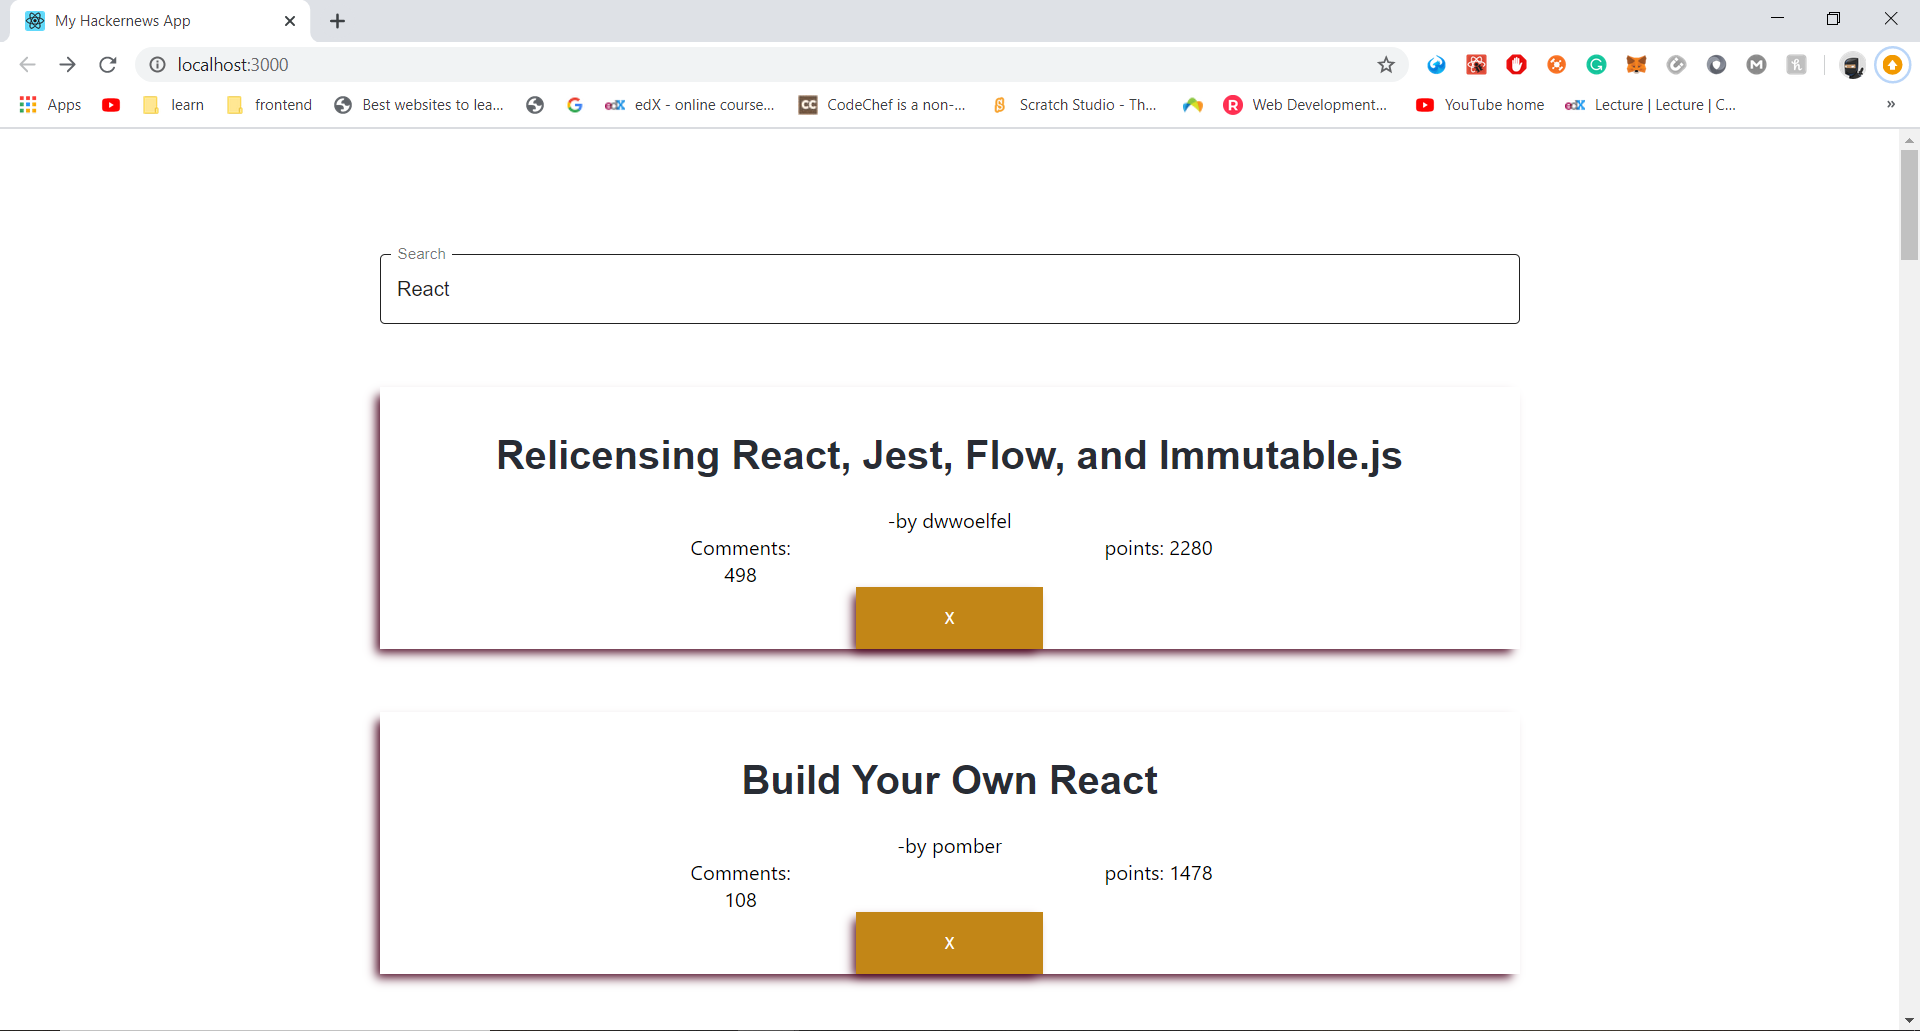 My Hackernews App
localhost:3000
Apps learn frontend Best websites to lea... edX - online course... CodeChef is a non-... Scratch Studio - Th... Web Development... YouTube home Lecture | Lecture | C... »
Search
React
Relicensing React, Jest, Flow, and Immutable.js
-by dwwoelfel
Comments: points: 2280
498
X
Build Your Own React
-by pomber
Comments: points: 1478
108
X